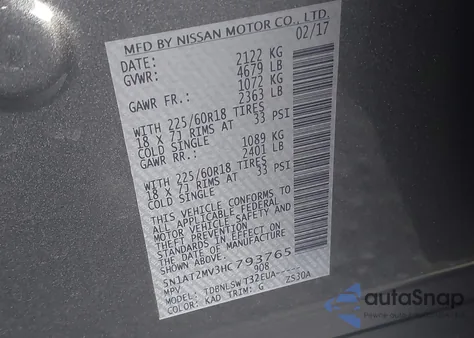 MFD BY NISSAN MOTOR CO., LTD.
DATE: 02/17
GVWR: 2122 KG
4679 LB
GAWR FR.: 1072 KG
2363 LB
WITH 225/60R18 TIRES
18 X 7J RIMS AT 33 PSI
COLD SINGLE
GAWR RR.: 1089 KG
2401 LB
WITH 225/60R18 TIRES
18 X 7J RIMS AT 33 PSI
COLD SINGLE
THIS VEHICLE CONFORMS TO
ALL APPLICABLE FEDERAL
MOTOR VEHICLE SAFETY AND
THEFT PREVENTION
STANDARDS IN EFFECT ON
THE DATE OF MANUFACTURE
5N1AT2MV3HC793765
MPV 908
MODEL: TDBNLSWT32EUA-
COLOR: KAD TRIM: G ZS30A
autoSnap
www.autosnap.com